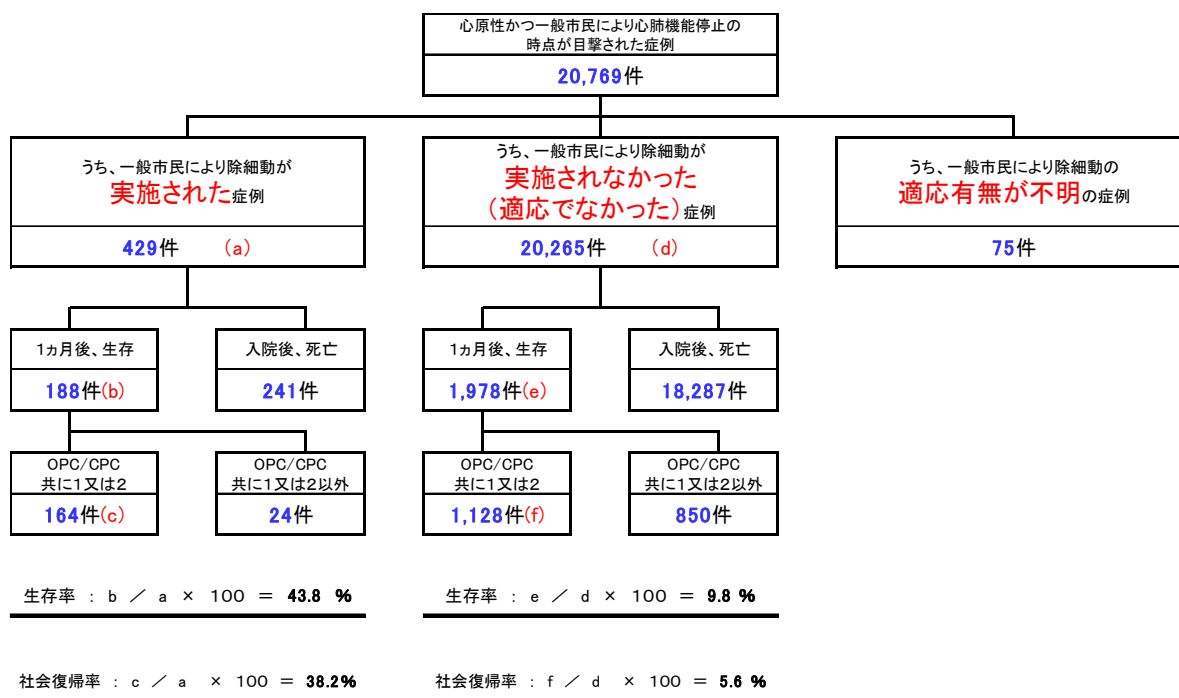 心原性かつ一般市民により心肺機能停止の
時点が目撃された症例
20,769件
うち、一般市民により除細動が
実施された症例
429件 (a)
うち、一般市民により除細動が
実施されなかった
(適応でなかった)症例
20,265件 (d)
うち、一般市民により除細動の
適応有無が不明の症例
75件
1ヵ月後、生存
188件(b)
入院後、死亡
241件
1ヵ月後、生存
1,978件(e)
入院後、死亡
18,287件
OPC/CPC
共に1又は2
164件(c)
OPC/CPC
共に1又は2以外
24件
OPC/CPC
共に1又は2
1,128件(f)
OPC/CPC
共に1又は2以外
850件
生存率 : b / a × 100 = 43.8 %
生存率 : e / d × 100 = 9.8 %
社会復帰率 : c / a × 100 = 38.2%
社会復帰率 : f / d × 100 = 5.6 %